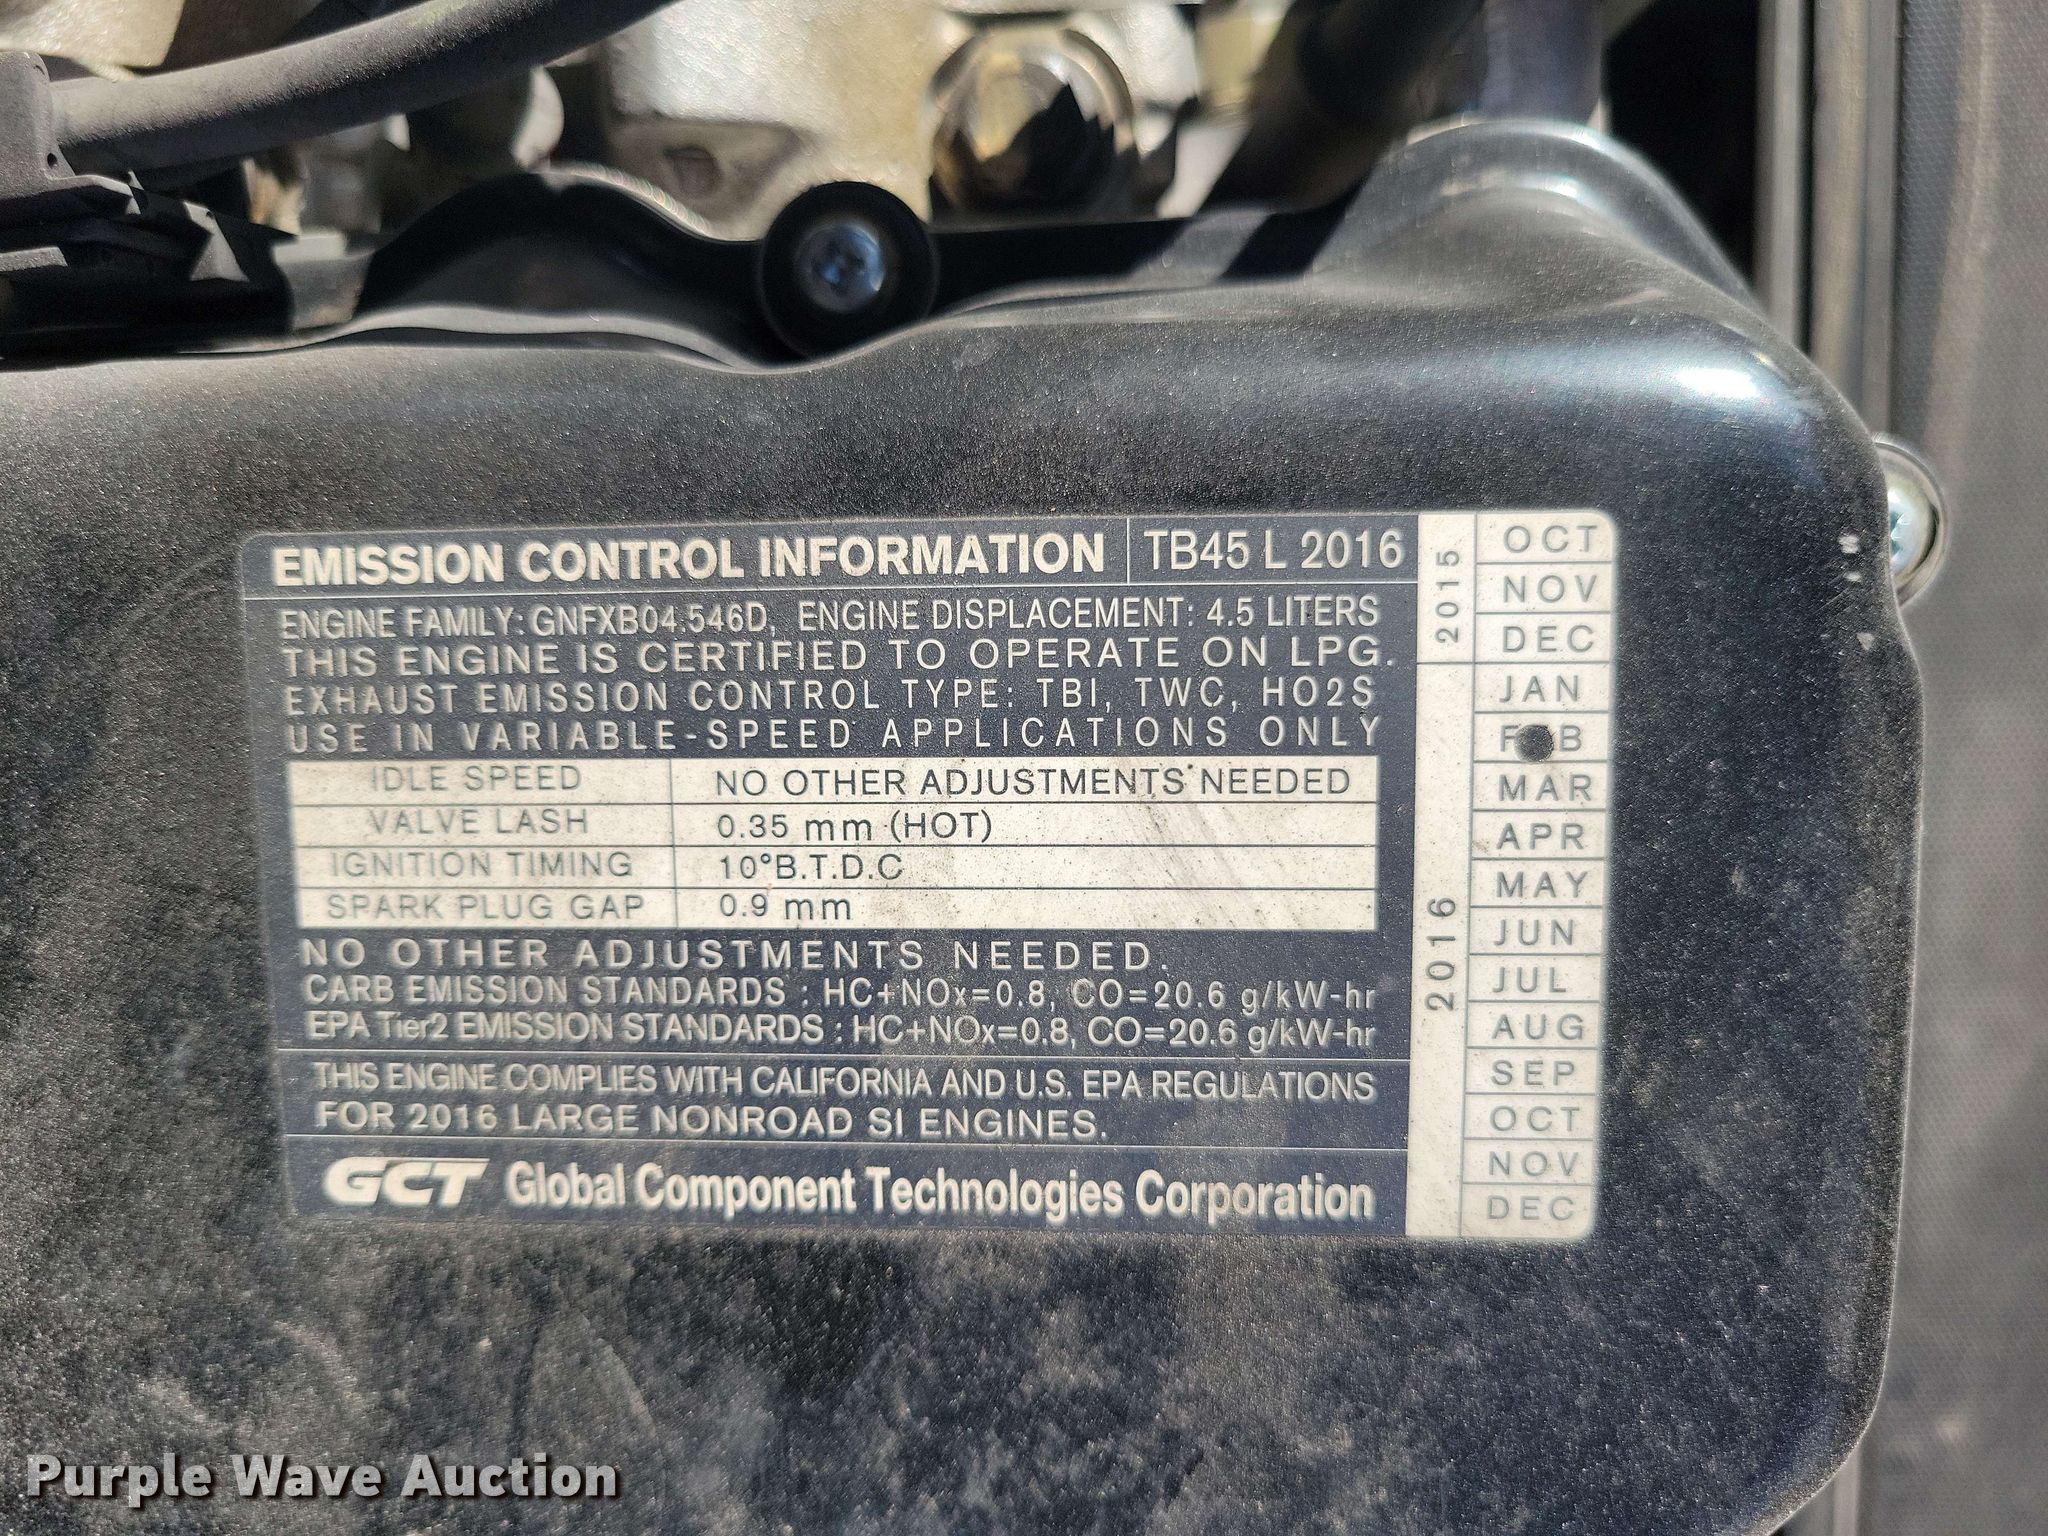 EMISSION CONTROL INFORMATION TB45 L 2016
ENGINE FAMILY: GNFXB04.546D, ENGINE DISPLACEMENT: 4.5 LITERS
THIS ENGINE IS CERTIFIED TO OPERATE ON LPG.
EXHAUST EMISSION CONTROL TYPE: TBI, TWC, HO2S
USE IN VARIABLE-SPEED APPLICATIONS ONLY
IDLE SPEED NO OTHER ADJUSTMENTS NEEDED
VALVE LASH 0.35 mm (HOT)
IGNITION TIMING 10°B.T.D.C
SPARK PLUG GAP 0.9 mm
NO OTHER ADJUSTMENTS NEEDED.
CARB EMISSION STANDARDS : HC+NOx=0.8, CO=20.6 g/kW-hr
EPA Tier2 EMISSION STANDARDS : HC+NOx=0.8, CO=20.6 g/kW-hr
THIS ENGINE COMPLIES WITH CALIFORNIA AND U.S. EPA REGULATIONS
FOR 2016 LARGE NONROAD SI ENGINES.
GCT Global Component Technologies Corporation
2015
OCT
NOV
DEC
2016
JAN
FEB
MAR
APR
MAY
JUN
JUL
AUG
SEP
OCT
NOV
DEC
Purple Wave Auction